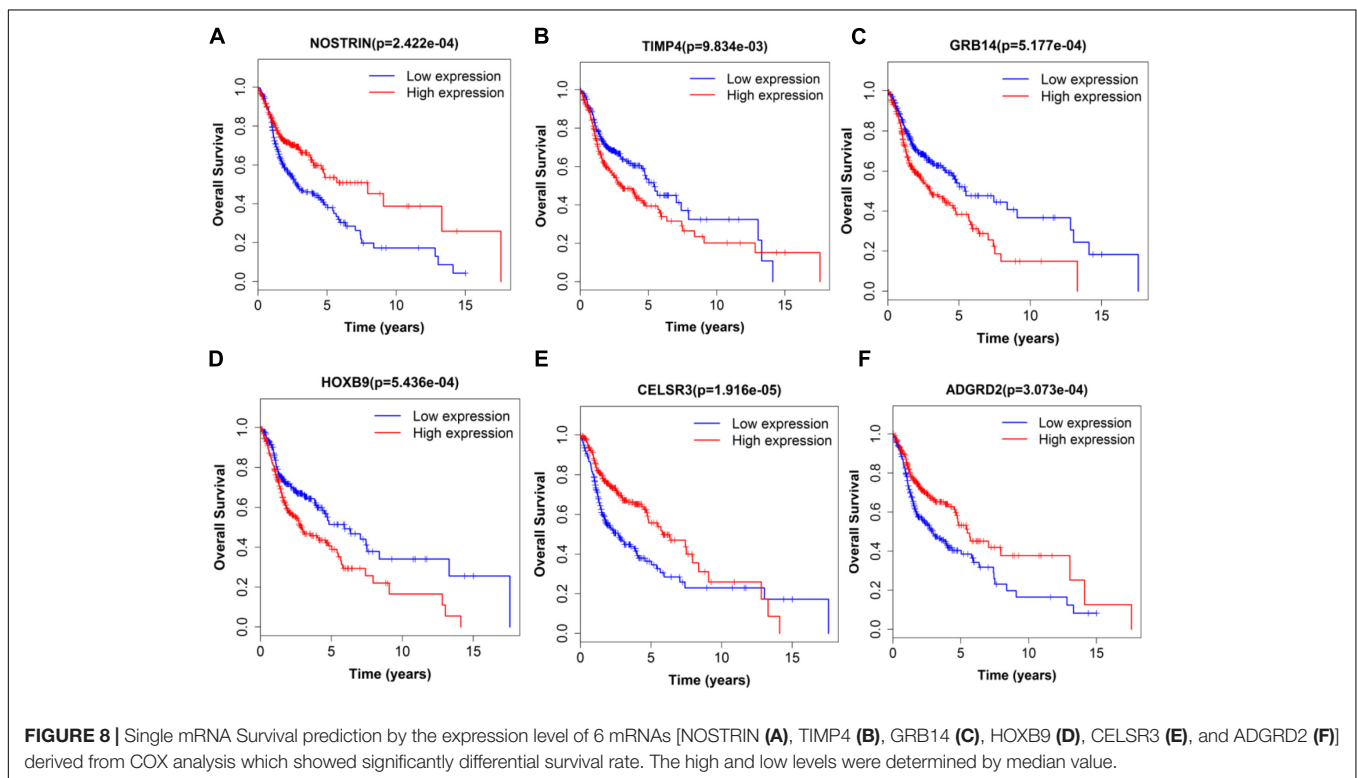 A
NOSTRIN(p=2.422e-04)
Low expression
High expression
Overall Survival
0.0 0.2 0.4 0.6 0.8 1.0
0 5 10 15
Time (years)
B
TIMP4(p=9.834e-03)
Low expression
High expression
Overall Survival
0.0 0.2 0.4 0.6 0.8 1.0
0 5 10 15
Time (years)
C
GRB14(p=5.177e-04)
Low expression
High expression
Overall Survival
0.0 0.2 0.4 0.6 0.8 1.0
0 5 10 15
Time (years)
D
HOXB9(p=5.436e-04)
Low expression
High expression
Overall Survival
0.0 0.2 0.4 0.6 0.8 1.0
0 5 10 15
Time (years)
E
CELSR3(p=1.916e-05)
Low expression
High expression
Overall Survival
0.0 0.2 0.4 0.6 0.8 1.0
0 5 10 15
Time (years)
F
ADGRD2(p=3.073e-04)
Low expression
High expression
Overall Survival
0.0 0.2 0.4 0.6 0.8 1.0
0 5 10 15
Time (years)
FIGURE 8 | Single mRNA Survival prediction by the expression level of 6 mRNAs [NOSTRIN (A), TIMP4 (B), GRB14 (C), HOXB9 (D), CELSR3 (E), and ADGRD2 (F)]
derived from COX analysis which showed significantly differential survival rate. The high and low levels were determined by median value.